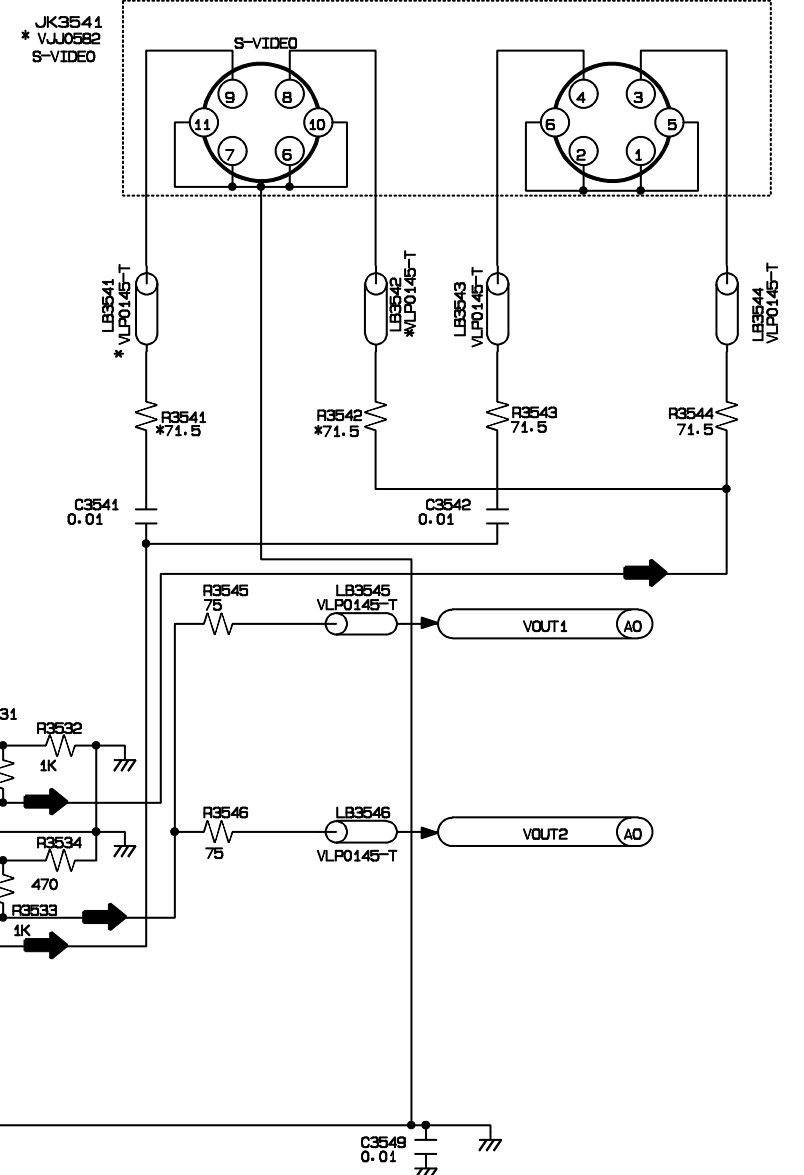 JK3541
* VJJ0582
S-VIDEO
S-VIDEO
9
8
11
10
7
6
4
3
6
5
2
1
LB3541
* VLP0145-T
LB3542
*VLP0145-T
LB3543
VLP0145-T
LB3544
VLP0145-T
R3541
*71.5
R3542
*71.5
R3543
71.5
R3544
71.5
C3541
0.01
C3542
0.01
R3545
75
LB3545
VLP0145-T
VOUT1
AO
31
R3532
1K
R3546
75
LB3546
VLP0145-T
VOUT2
AO
R3534
470
R3533
1K
C3549
0.01